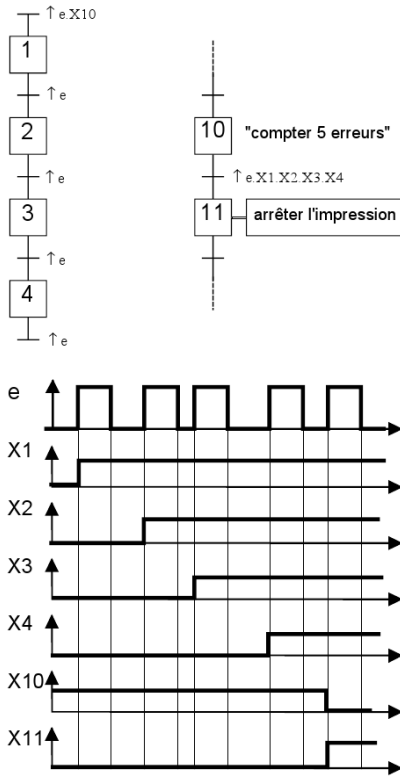 ↑ e.X10
1
↑ e
2
↑ e
3
↑ e
4
↑ e
10 "compter 5 erreurs"
↑ e.X1.X2.X3.X4
11 arrêter l'impression
e
X1
X2
X3
X4
X10
X11